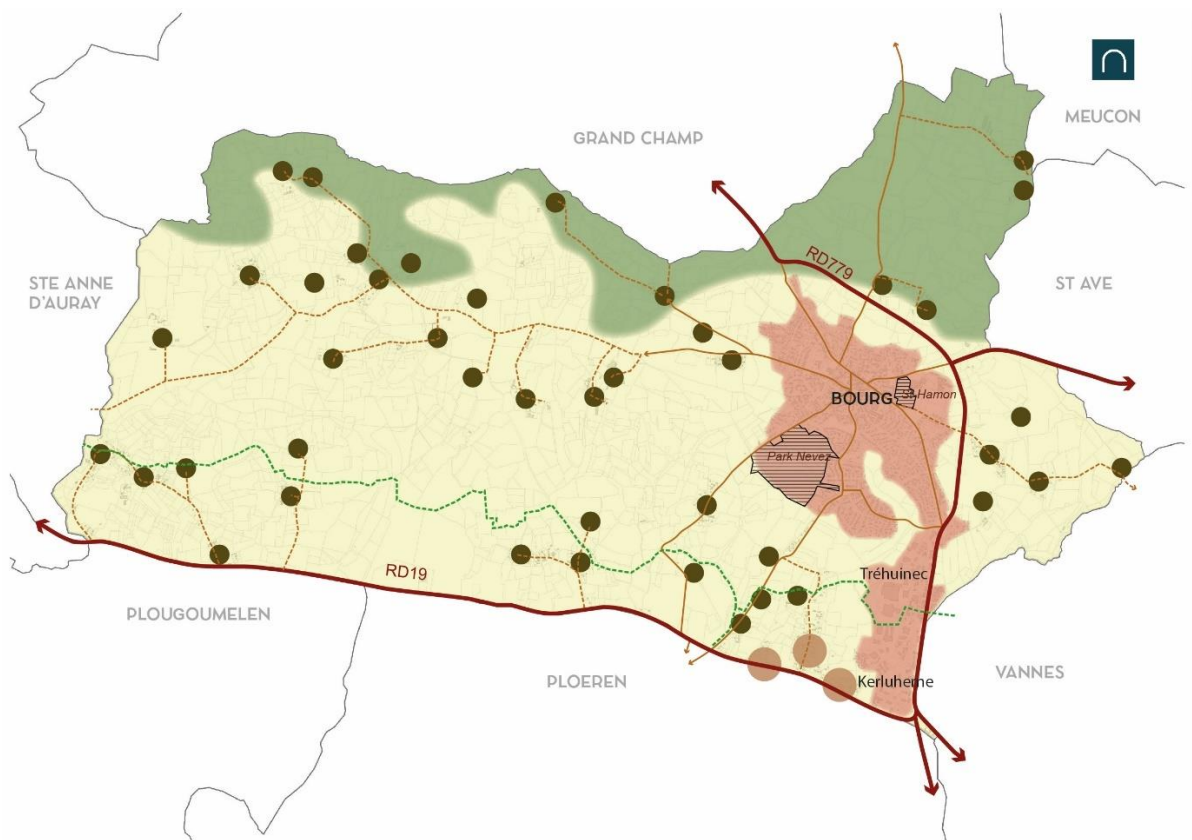 MEUCON
GRAND CHAMP
RD779
STE ANNE
D'AURAY
ST AVE
BOURG
St Hamon
Park Nevez
Tréhuinec
RD19
PLOUGOUMELEN
PLOEREN
Kerluherne
VANNES